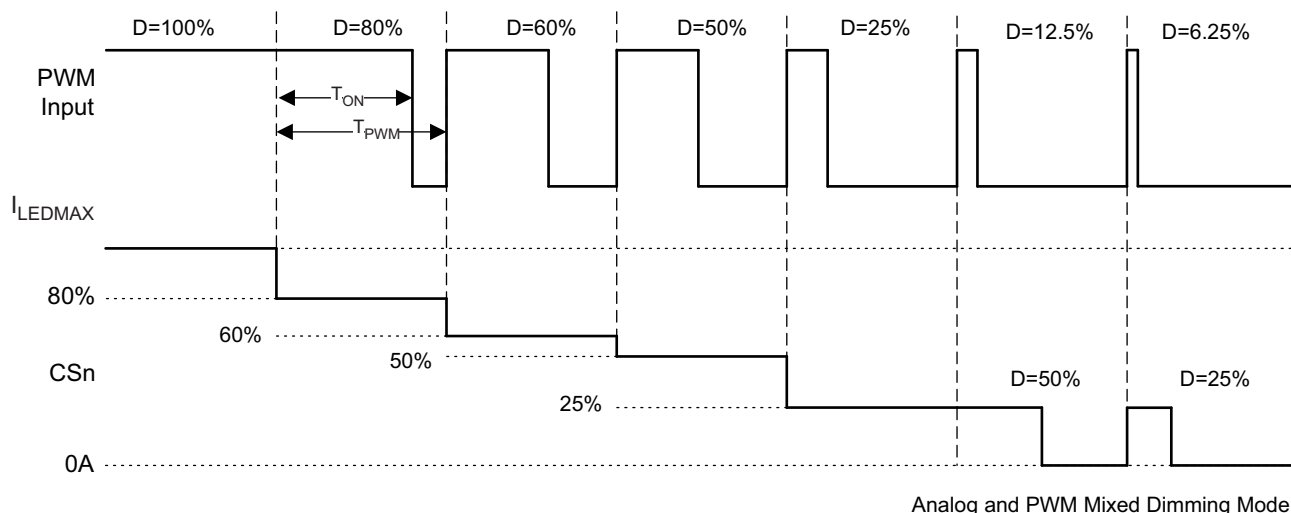 D=100%
D=80%
D=60%
D=50%
D=25%
D=12.5%
D=6.25%
PWM
Input
TON
TPWM
ILEDMAX
80%
60%
50%
CSn
D=50%
D=25%
25%
0A
Analog and PWM Mixed Dimming Mode